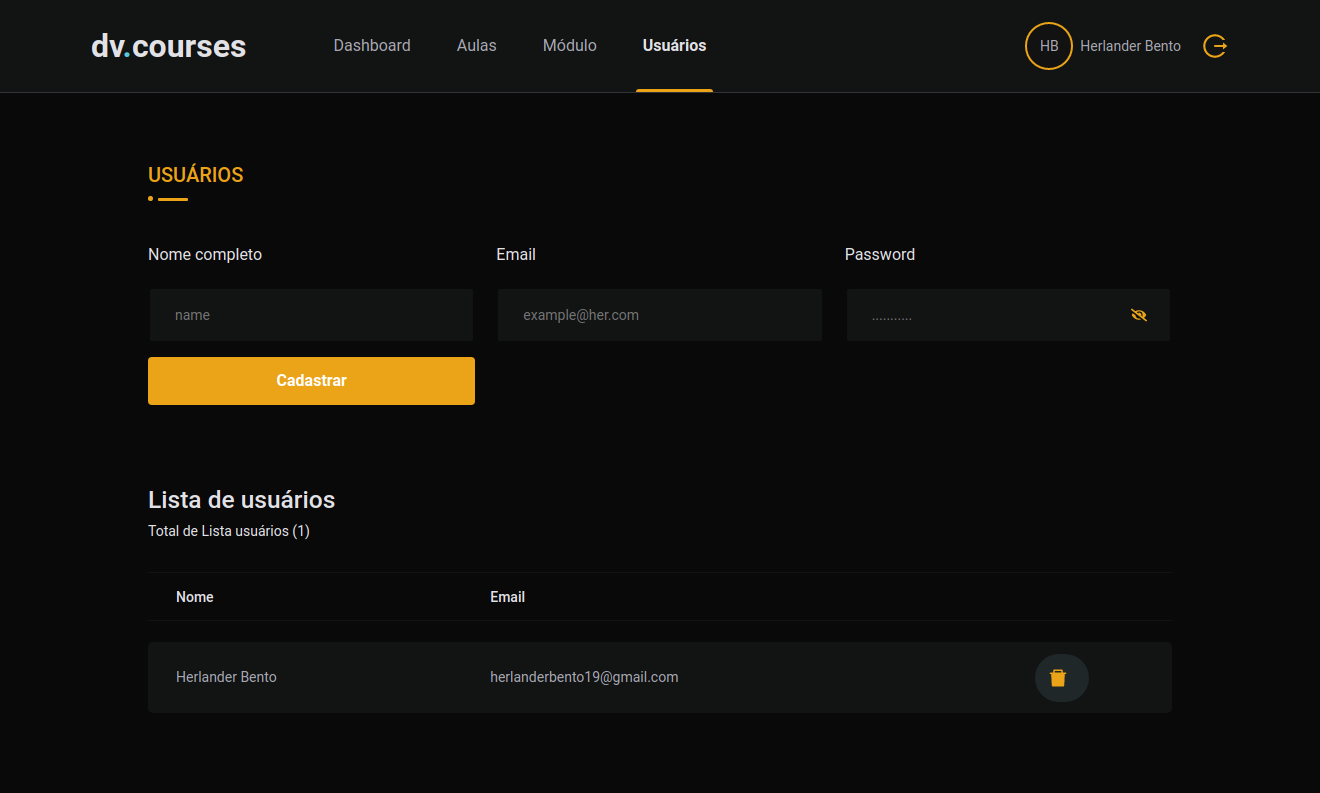 dv.courses
Dashboard
Aulas
Módulo
Usuários
HB
Herlander Bento
USUÁRIOS
Nome completo
Email
Password
name
example@her.com
...........
Cadastrar
Lista de usuários
Total de Lista usuários (1)
Nome
Email
Herlander Bento
herlanderbento19@gmail.com